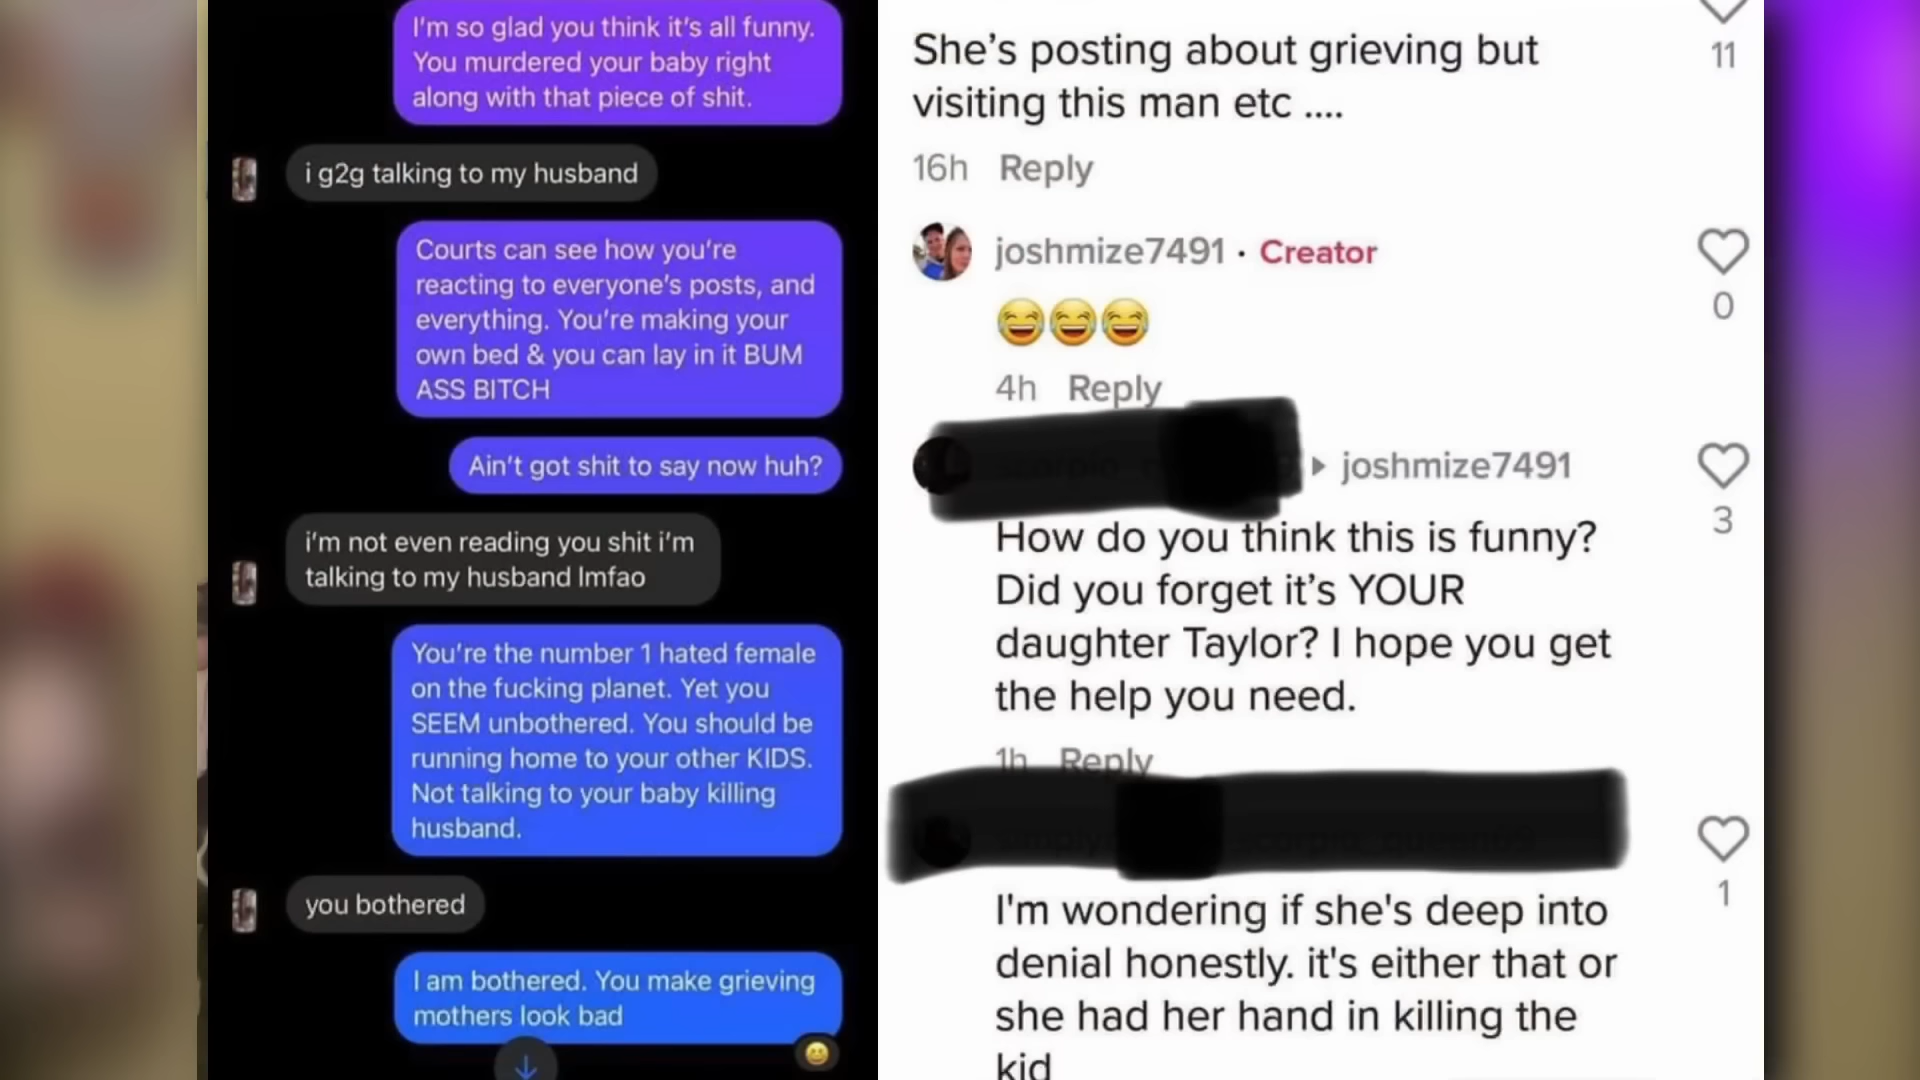 I'm so glad you think it's all funny.
You murdered your baby right
along with that piece of shit.
i g2g talking to my husband
Courts can see how you're
reacting to everyone's posts, and
everything. You're making your
own bed & you can lay in it BUM
ASS BITCH
Ain't got shit to say now huh?
i'm not even reading you shit i'm
talking to my husband lmfao
You're the number 1 hated female
on the fucking planet. Yet you
SEEM unbothered. You should be
running home to your other KIDS.
Not talking to your baby killing
husband.
you bothered
I am bothered. You make grieving
mothers look bad
She's posting about grieving but
visiting this man etc ....
11
16h Reply
joshmize7491 · Creator
😂😂😂
0
4h Reply
joshmize7491
How do you think this is funny?
3
Did you forget it's YOUR
daughter Taylor? I hope you get
the help you need.
1h Reply
I'm wondering if she's deep into
1
denial honestly. it's either that or
she had her hand in killing the
kid